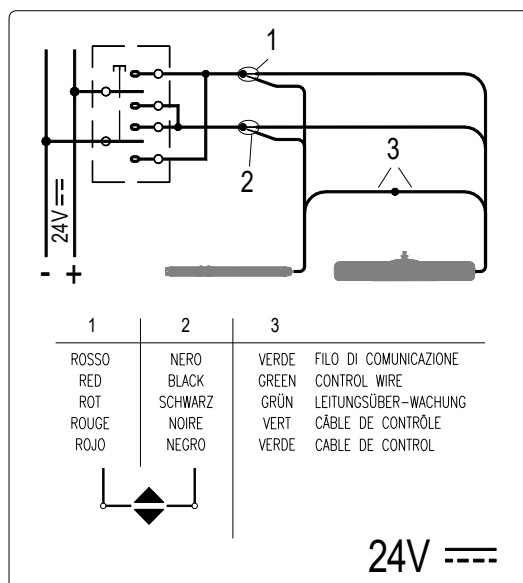 1
2
3
24V
- +
1 2 3
ROSSO NERO VERDE FILO DI COMUNICAZIONE
RED BLACK GREEN CONTROL WIRE
ROT SCHWARZ GRÜN LEITUNGSÜBER-WACHUNG
ROUGE NOIRE VERT CÂBLE DE CONTRÔLE
ROJO NEGRO VERDE CABLE DE CONTROL
24V